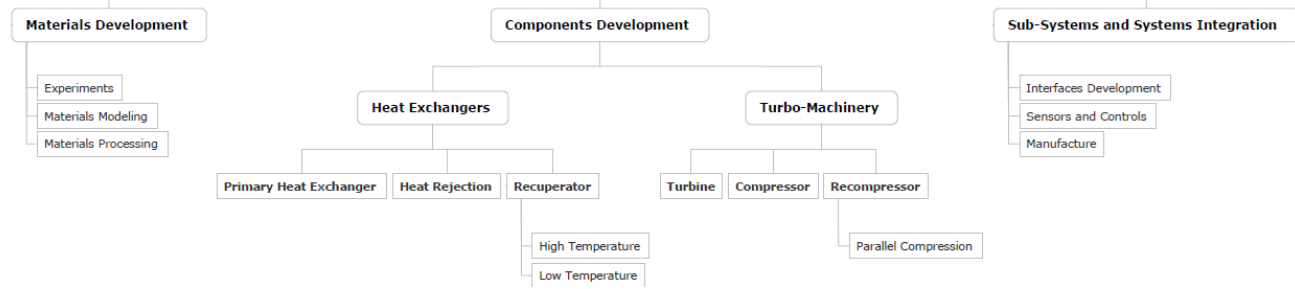 Materials Development
Components Development
Sub-Systems and Systems Integration
Experiments
Materials Modeling
Materials Processing
Heat Exchangers
Turbo-Machinery
Interfaces Development
Sensors and Controls
Manufacture
Primary Heat Exchanger
Heat Rejection
Recuperator
Turbine
Compressor
Recompressor
High Temperature
Low Temperature
Parallel Compression